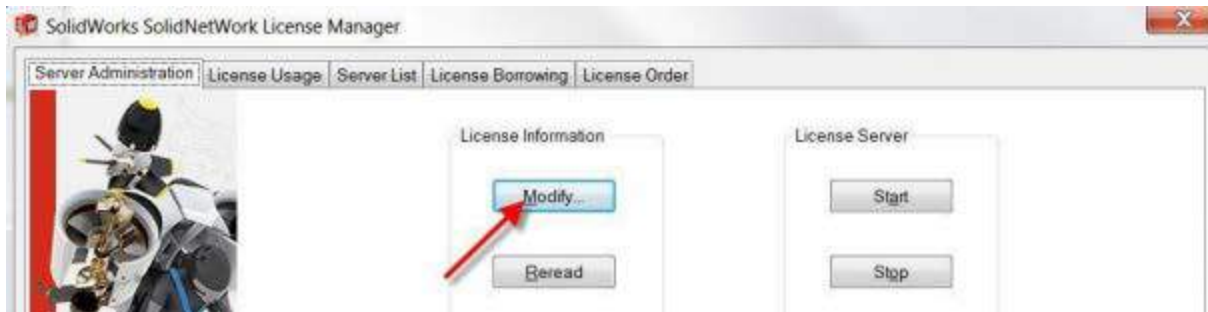 SolidWorks SolidNetWork License Manager
Server Administration License Usage Server List License Borrowing License Order
License Information License Server
Modify... Start
Reread Stop